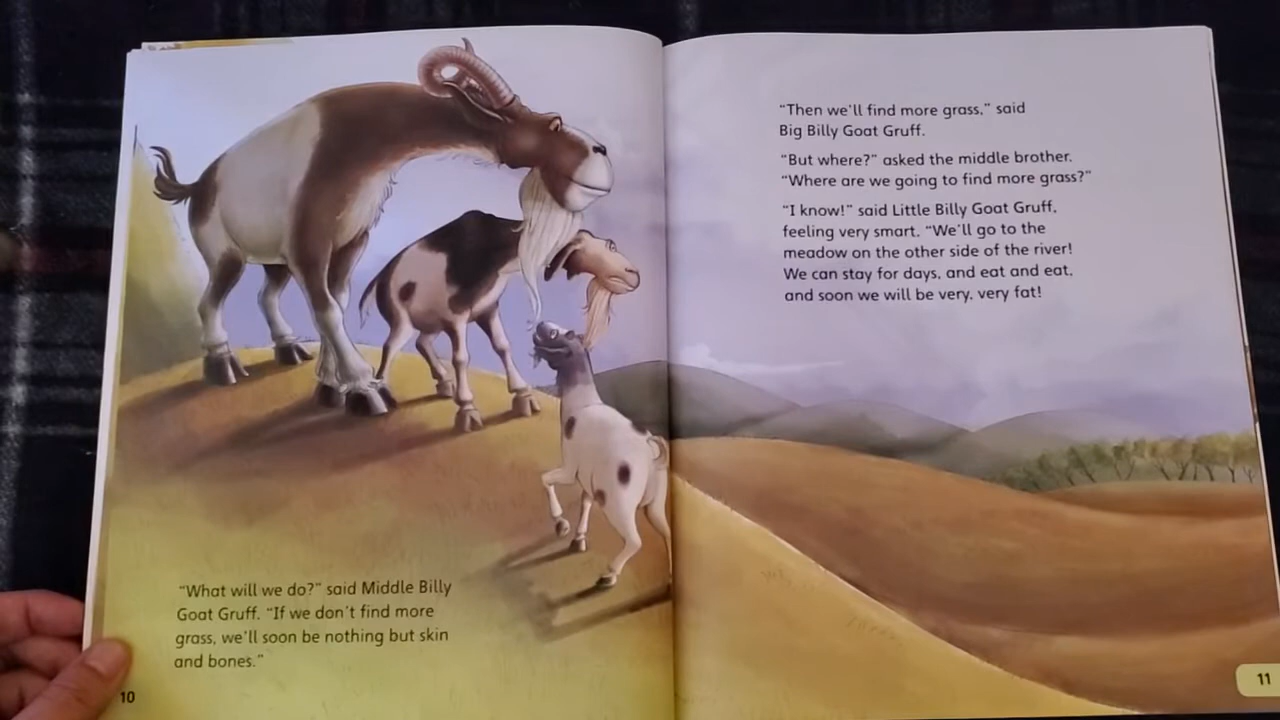 “What will we do?” said Middle Billy
Goat Gruff. “If we don’t find more
grass, we’ll soon be nothing but skin
and bones.”
10
“Then we’ll find more grass,” said
Big Billy Goat Gruff.
“But where?” asked the middle brother.
“Where are we going to find more grass?”
“I know!” said Little Billy Goat Gruff,
feeling very smart. “We’ll go to the
meadow on the other side of the river!
We can stay for days, and eat and eat,
and soon we will be very, very fat!
11